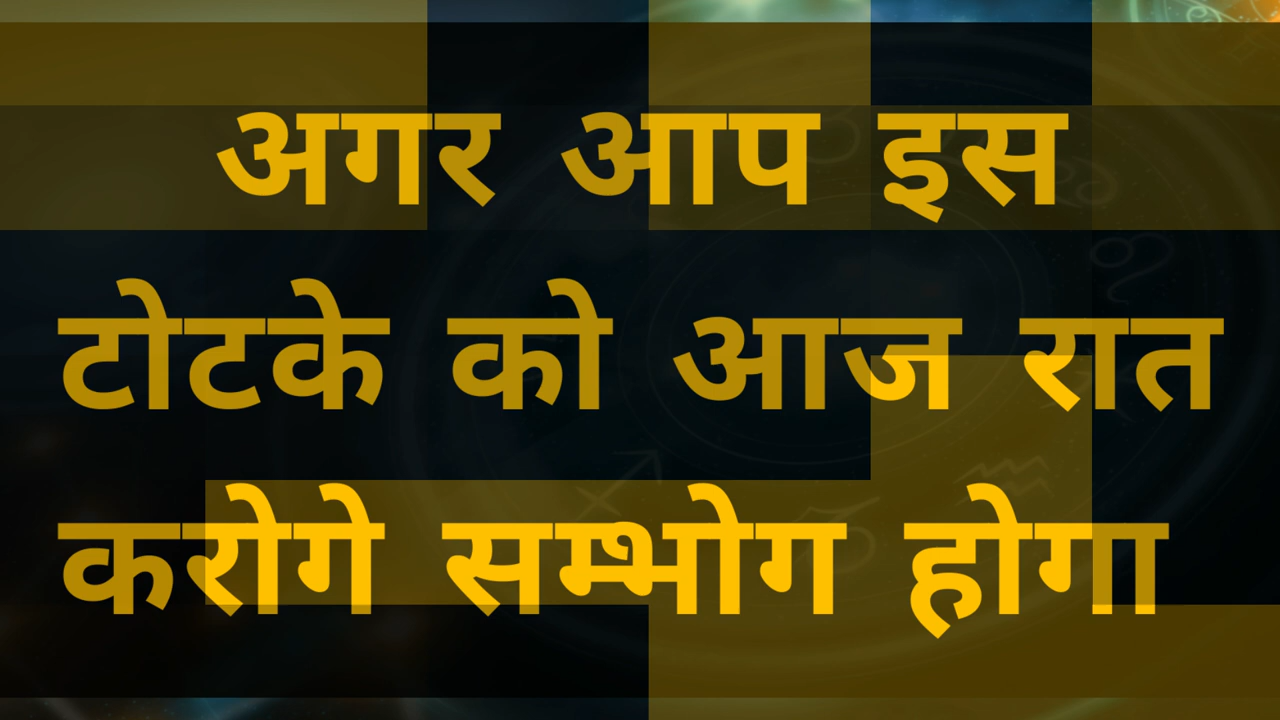 अगर आप इस
टोटके को आज रात
करोगे सम्भोग होगा